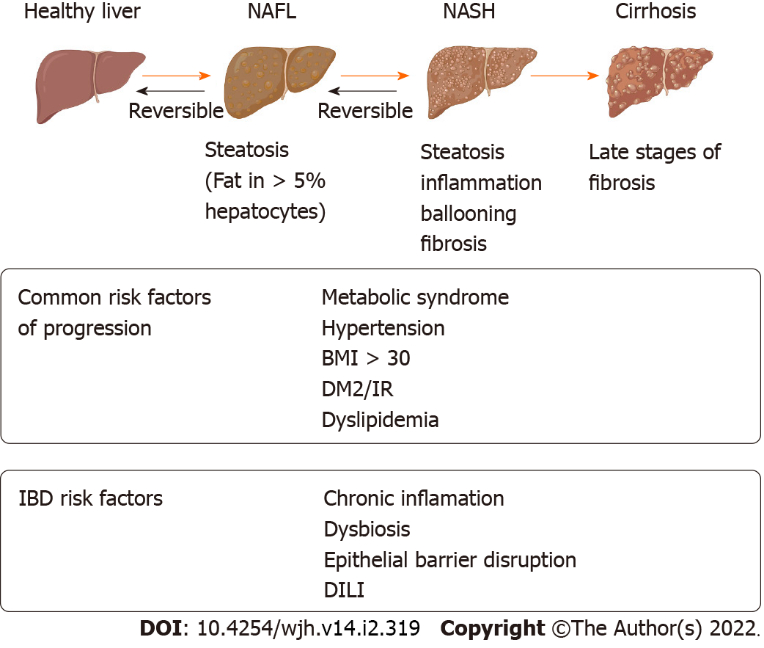 Healthy liver
NAFL
NASH
Cirrhosis
Reversible
Reversible
Steatosis
(Fat in > 5%
hepatocytes)
Steatosis
inflammation
ballooning
fibrosis
Late stages of
fibrosis
Common risk factors
of progression
Metabolic syndrome
Hypertension
BMI > 30
DM2/IR
Dyslipidemia
IBD risk factors
Chronic inflamation
Dysbiosis
Epithelial barrier disruption
DILI
DOI: 10.4254/wjh.v14.i2.319 Copyright ©The Author(s) 2022.